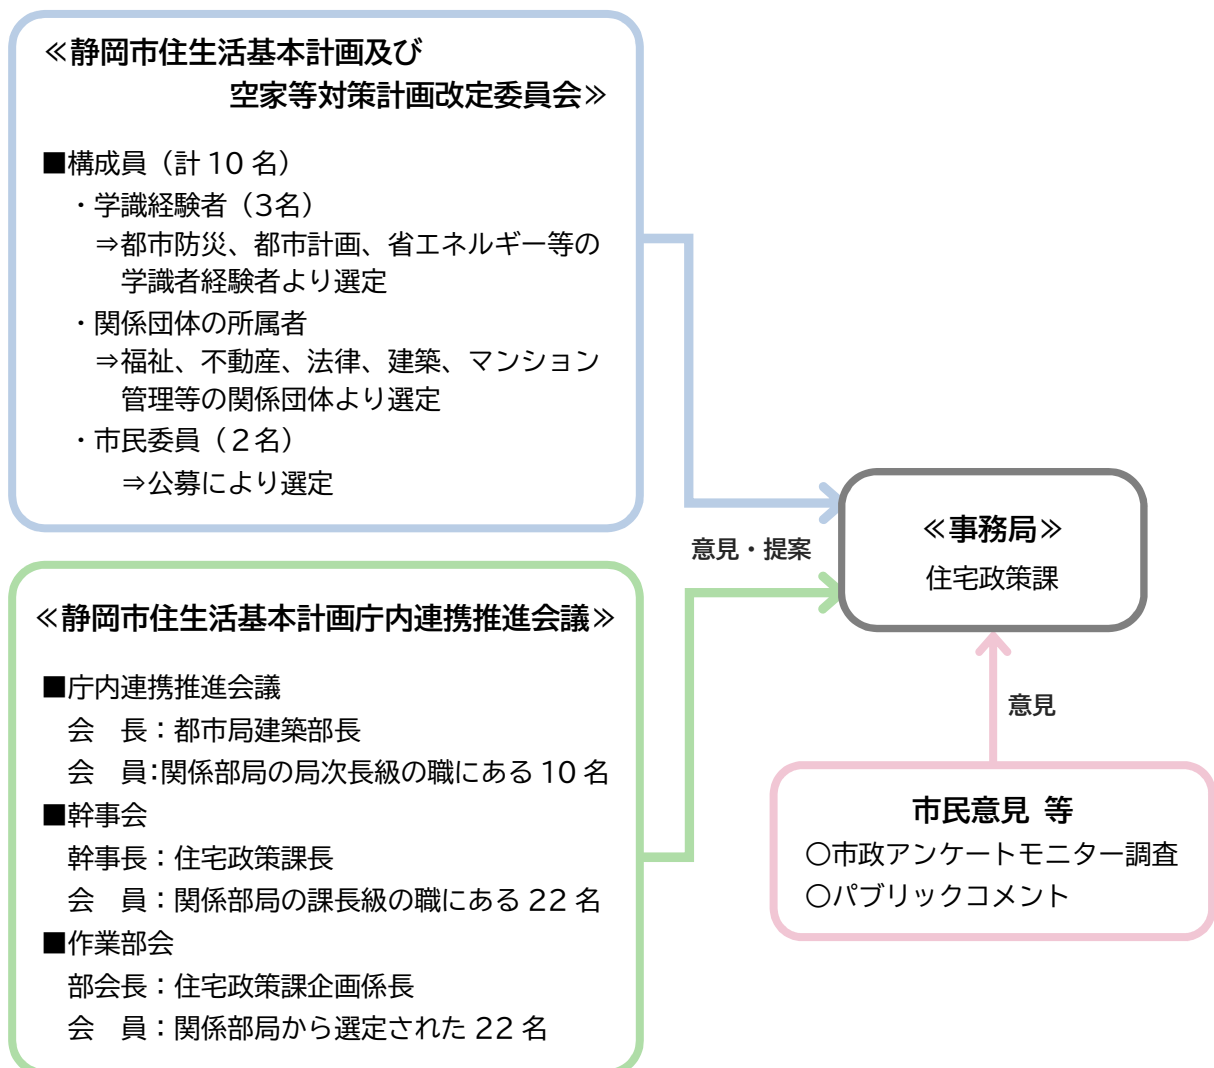 ≪静岡市住生活基本計画及び
空家等対策計画改定委員会≫
■構成員（計 10 名）
・学識経験者（3名）
⇒都市防災、都市計画、省エネルギー等の
学識者経験者より選定
・関係団体の所属者
⇒福祉、不動産、法律、建築、マンション
管理等の関係団体より選定
・市民委員（２名）
⇒公募により選定
≪静岡市住生活基本計画庁内連携推進会議≫
■庁内連携推進会議
会　長：都市局建築部長
会　員：関係部局の局次長級の職にある 10 名
■幹事会
幹事長：住宅政策課長
会　員：関係部局の課長級の職にある 22 名
■作業部会
部会長：住宅政策課企画係長
会　員：関係部局から選定された 22 名
意見・提案
≪事務局≫
住宅政策課
意見
市民意見 等
○市政アンケートモニター調査
○パブリックコメント